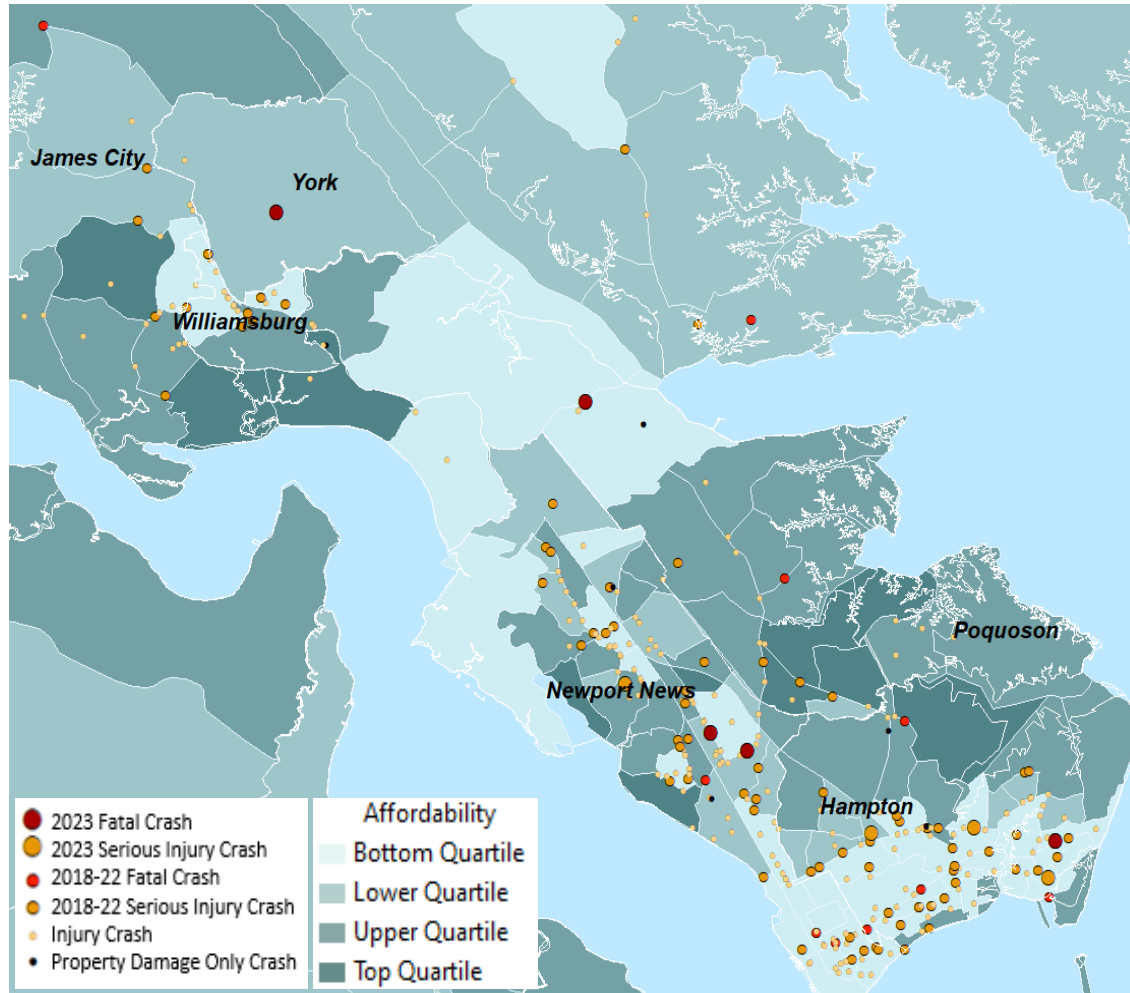 James City
York
Williamsburg
Poquoson
Newport News
Hampton
2023 Fatal Crash
2023 Serious Injury Crash
2018-22 Fatal Crash
2018-22 Serious Injury Crash
Injury Crash
Property Damage Only Crash
Affordability
Bottom Quartile
Lower Quartile
Upper Quartile
Top Quartile